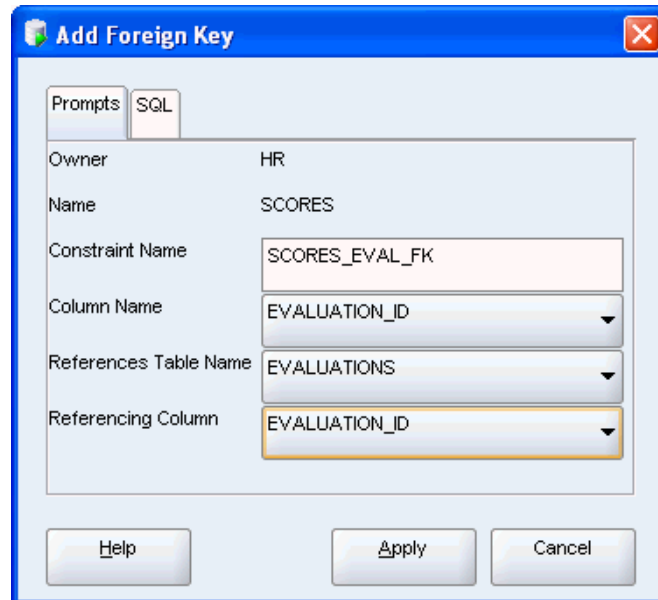 Add Foreign Key
Prompts SQL
Owner HR
Name SCORES
Constraint Name SCORES_EVAL_FK
Column Name EVALUATION_ID
References Table Name EVALUATIONS
Referencing Column EVALUATION_ID
Help Apply Cancel